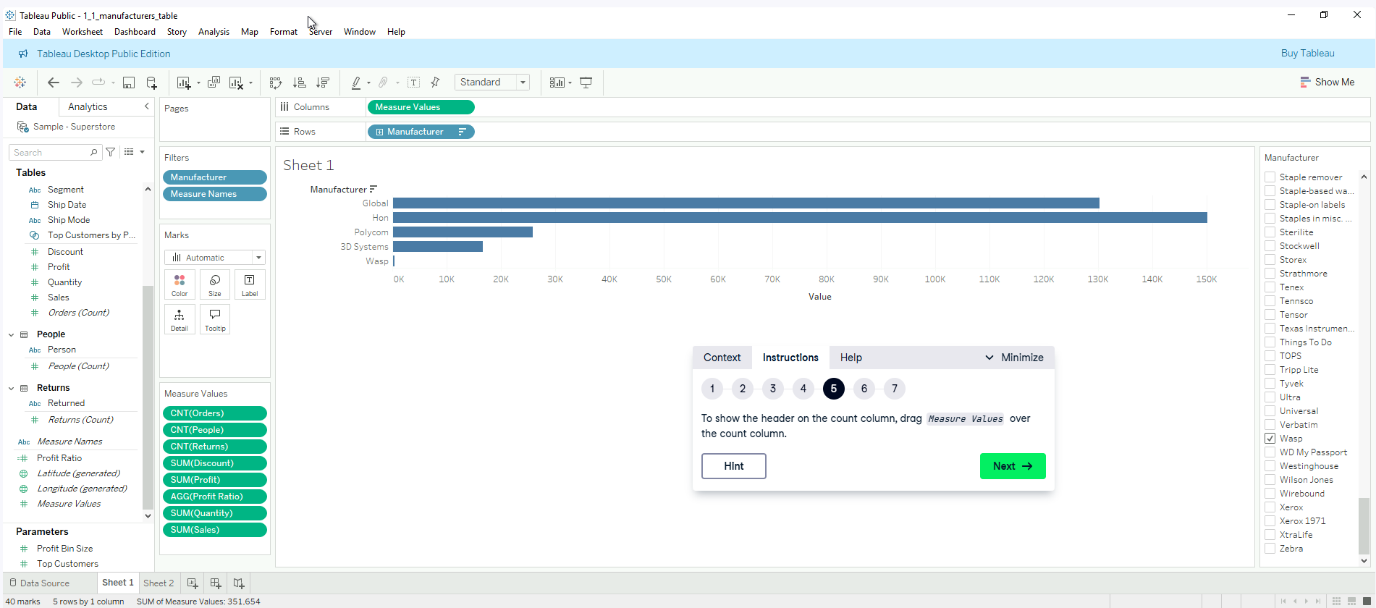 Tableau Public - 1_1_manufacturers_table
File Data Worksheet Dashboard Story Analysis Map Format Server Window Help
Tableau Desktop Public Edition
Buy Tableau
Standard
Show Me
Data Analytics
Sample - Superstore
Search
Tables
Abc Segment
Ship Date
Abc Ship Mode
Top Customers by P...
Discount
Profit
Quantity
Sales
Orders (Count)
People
Abc Person
People (Count)
Returns
Abc Returned
Returns (Count)
Abc Measure Names
Profit Ratio
Latitude (generated)
Longitude (generated)
Measure Values
Parameters
Profit Bin Size
Top Customers
Pages
Filters
Manufacturer
Measure Names
Marks
Automatic
Color Size Label
Detail Tooltip
Measure Values
CNT(Orders)
CNT(People)
CNT(Returns)
SUM(Discount)
SUM(Profit)
AGG(Profit Ratio)
SUM(Quantity)
SUM(Sales)
Columns Measure Values
Rows Manufacturer
Sheet 1
Manufacturer
Global
Hon
Polycom
3D Systems
Wasp
0K 10K 20K 30K 40K 50K 60K 70K 80K 90K 100K 110K 120K 130K 140K 150K
Value
Context Instructions Help Minimize
1 2 3 4 5 6 7
To show the header on the count column, drag Measure Values over
the count column.
Hint
Next →
Manufacturer
Staple remover
Staple-based wa...
Staple-on labels
Staples in misc. ...
Sterilite
Stockwell
Storex
Strathmore
Tenex
Tennsco
Tensor
Texas Instrumen...
Things To Do
TOPS
Tripp Lite
Tyvek
Ultra
Universal
Verbatim
Wasp
WD My Passport
Westinghouse
Wilson Jones
Wirebound
Xerox
Xerox 1971
XtraLife
Zebra
Data Source Sheet 1 Sheet 2
40 marks 5 rows by 1 column SUM of Measure Values: 351,654